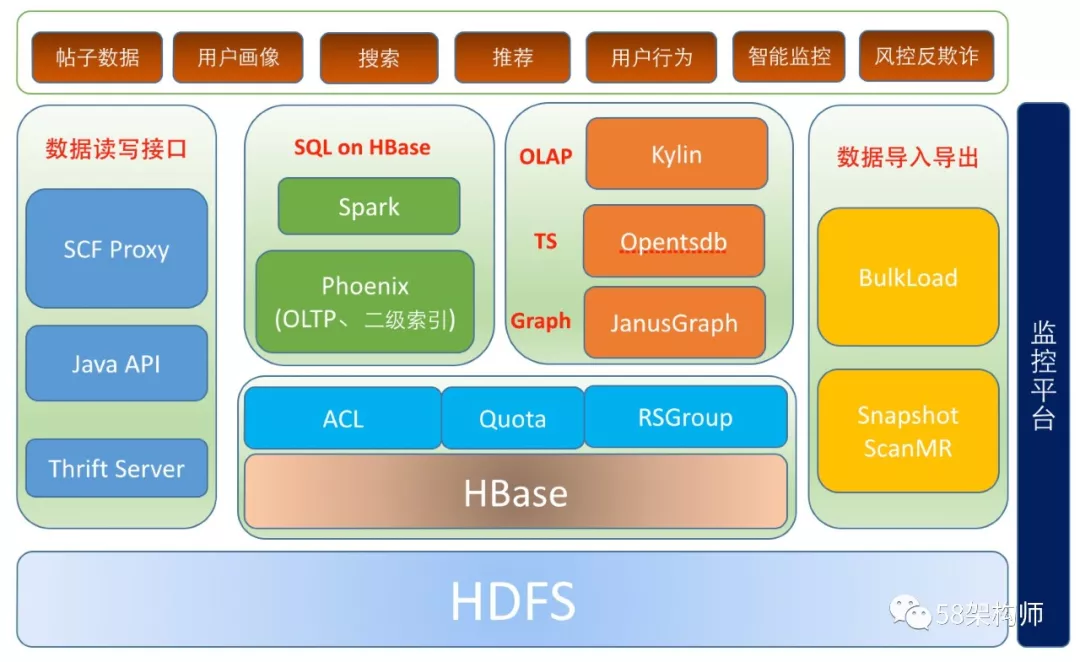 帖子数据
用户画像
搜索
推荐
用户行为
智能监控
风控反欺诈
数据读写接口
SCF Proxy
Java API
Thrift Server
SQL on HBase
Spark
Phoenix
(OLTP、二级索引)
OLAP
Kylin
TS
Opentsdb
Graph
JanusGraph
数据导入导出
BulkLoad
Snapshot
ScanMR
ACL
Quota
RSGroup
HBase
HDFS
监控平台
58架构师